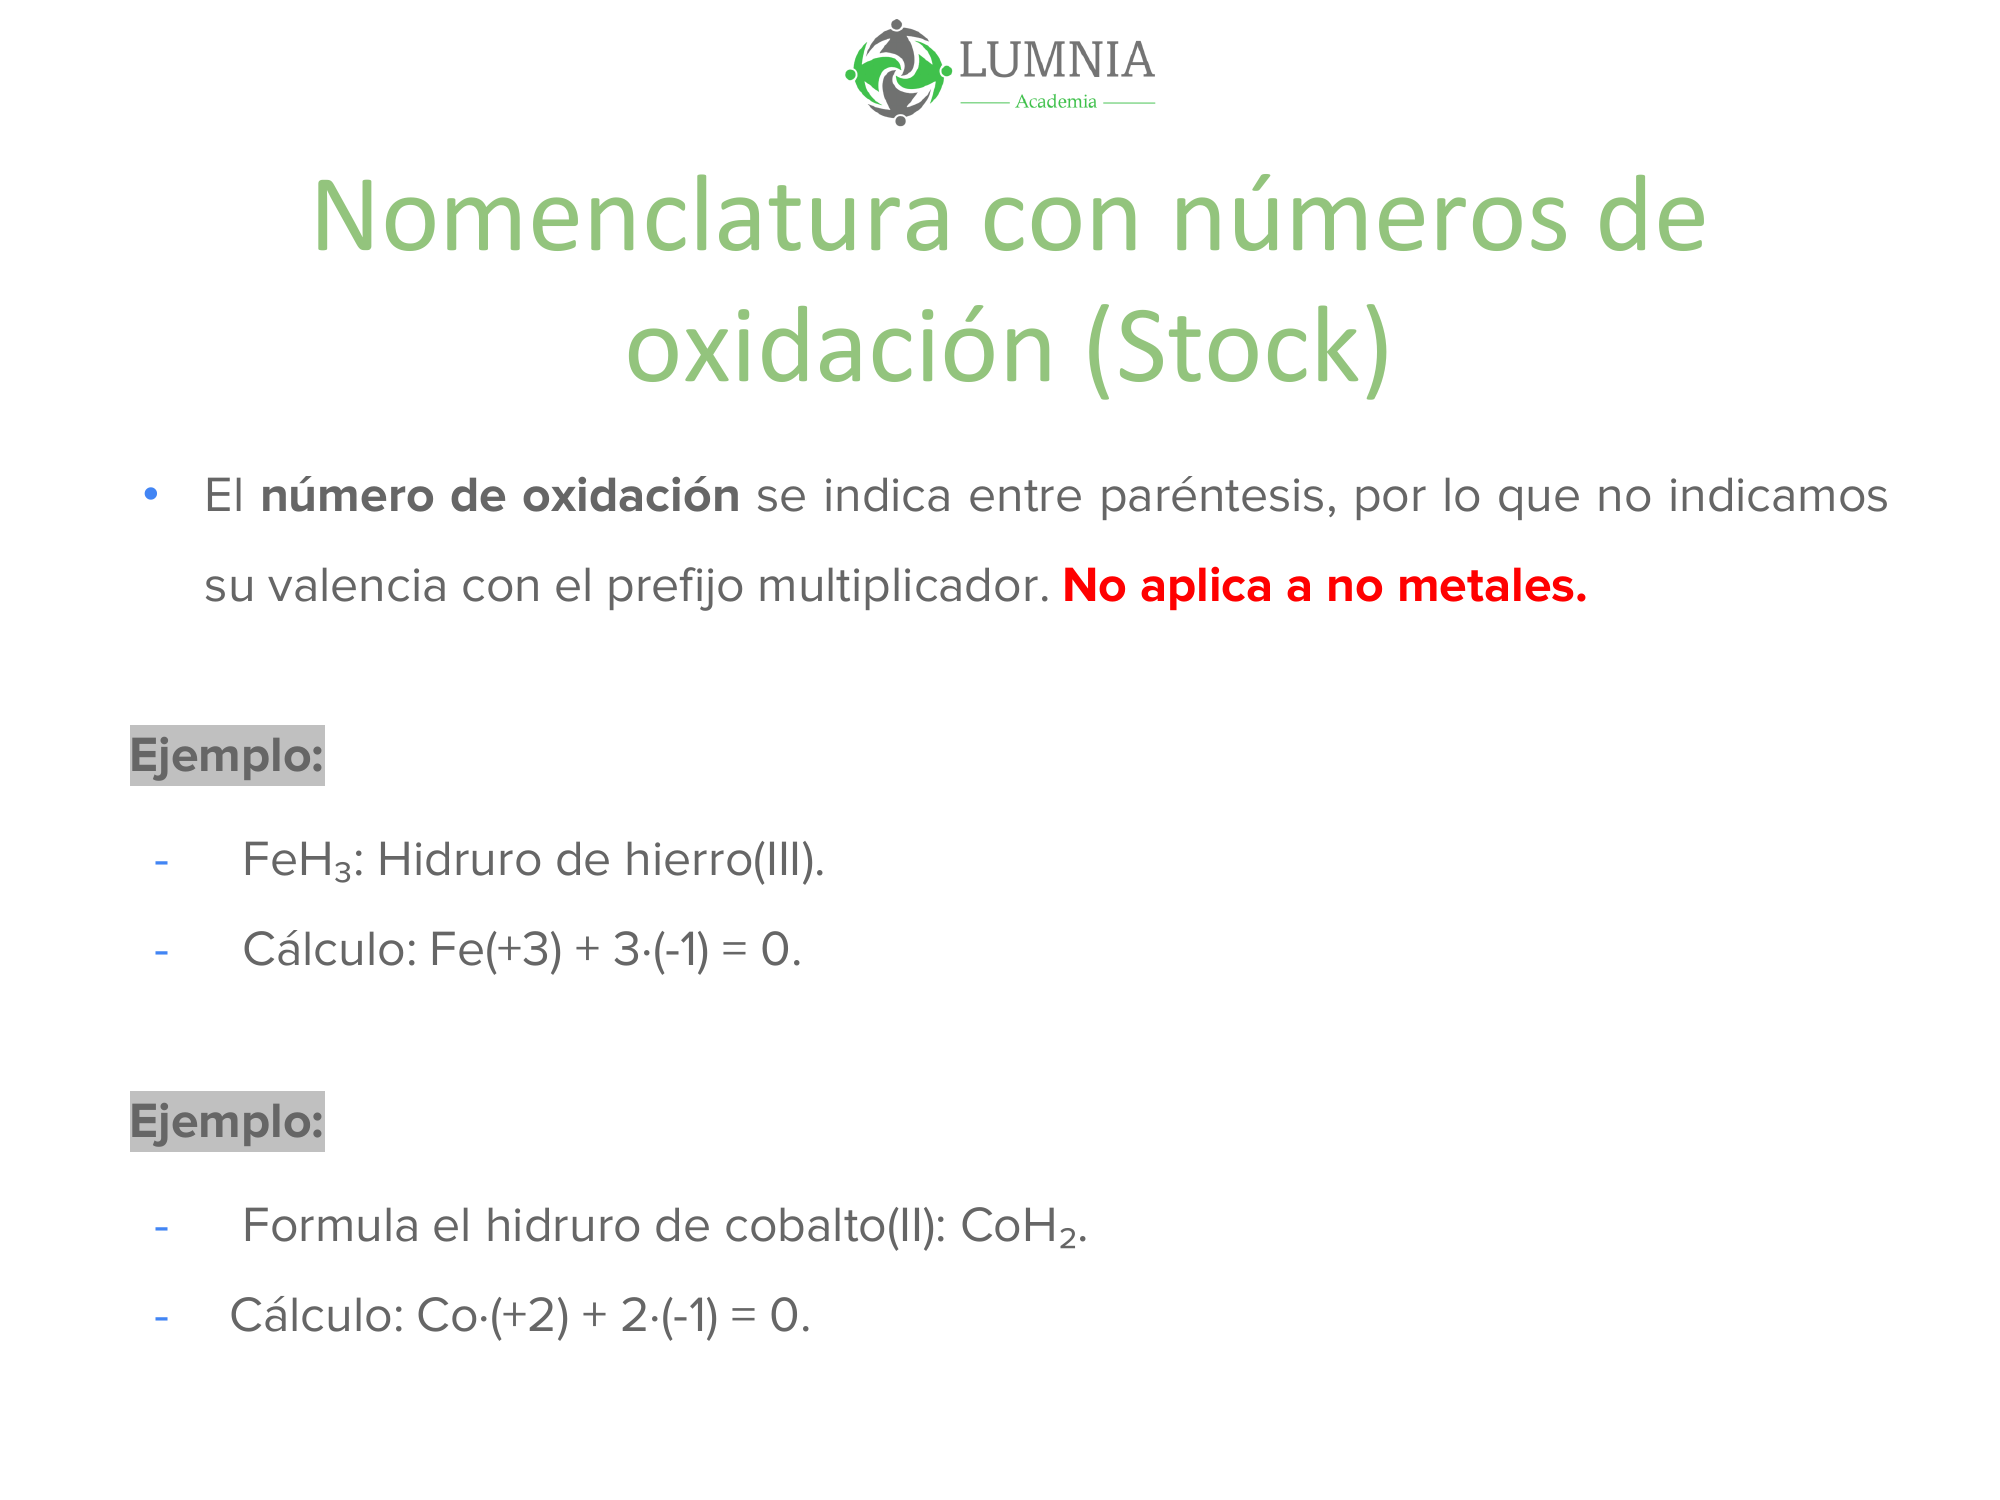 LUMNIA
Academia
Nomenclatura con números de
oxidación (Stock)
• El número de oxidación se indica entre paréntesis, por lo que no indicamos
su valencia con el prefijo multiplicador. No aplica a no metales.
Ejemplo:
- FeH₃: Hidruro de hierro(III).
- Cálculo: Fe(+3) + 3·(-1) = 0.
Ejemplo:
- Formula el hidruro de cobalto(II): CoH₂.
- Cálculo: Co·(+2) + 2·(-1) = 0.